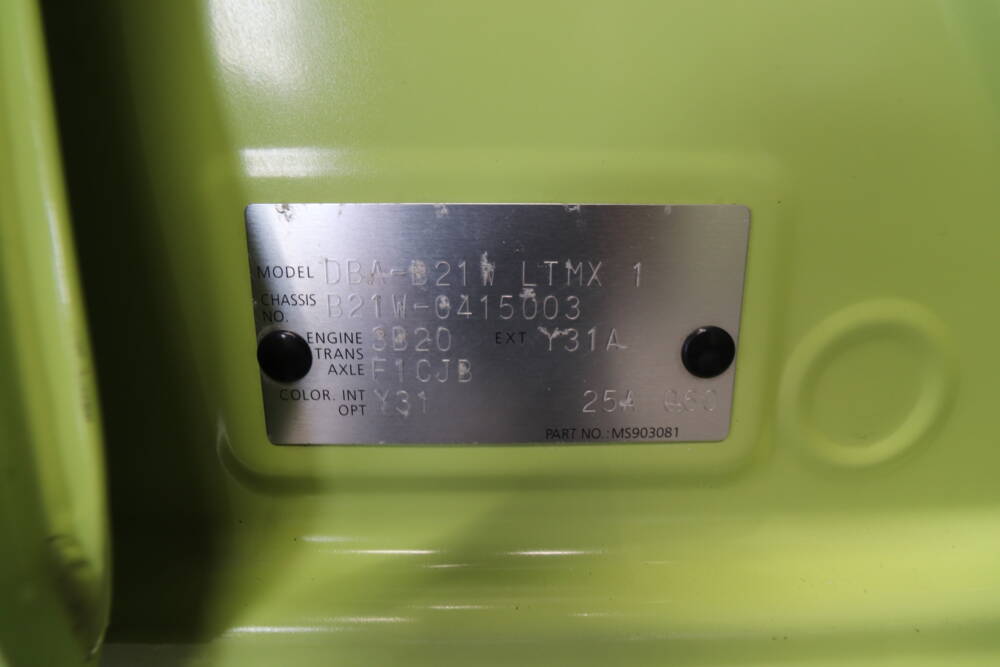 MODEL DBA-B21W LTMX 1
CHASSIS NO. B21W-0415003
ENGINE 3B20 EXT Y31A
TRANS AXLE F1CJB
COLOR. INT OPT Y31 25A
PART NO.: MS903081